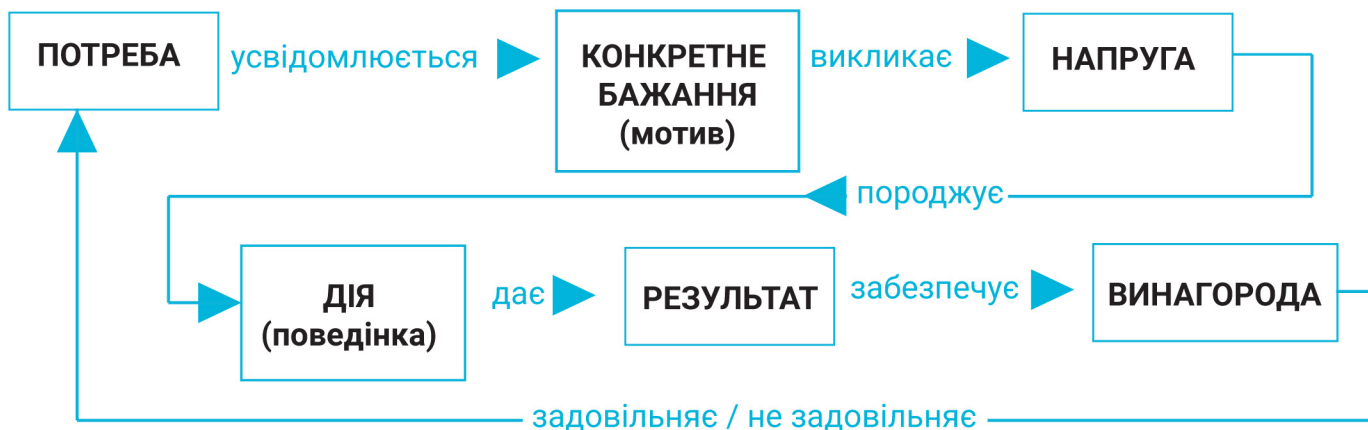 ПОТРЕБА
усвідомлюється
КОНКРЕТНЕ
БАЖАННЯ
(мотив)
викликає
НАПРУГА
породжує
ДІЯ
(поведінка)
дає
РЕЗУЛЬТАТ
забезпечує
ВИНАГОРОДА
задовільняє / не задовільняє